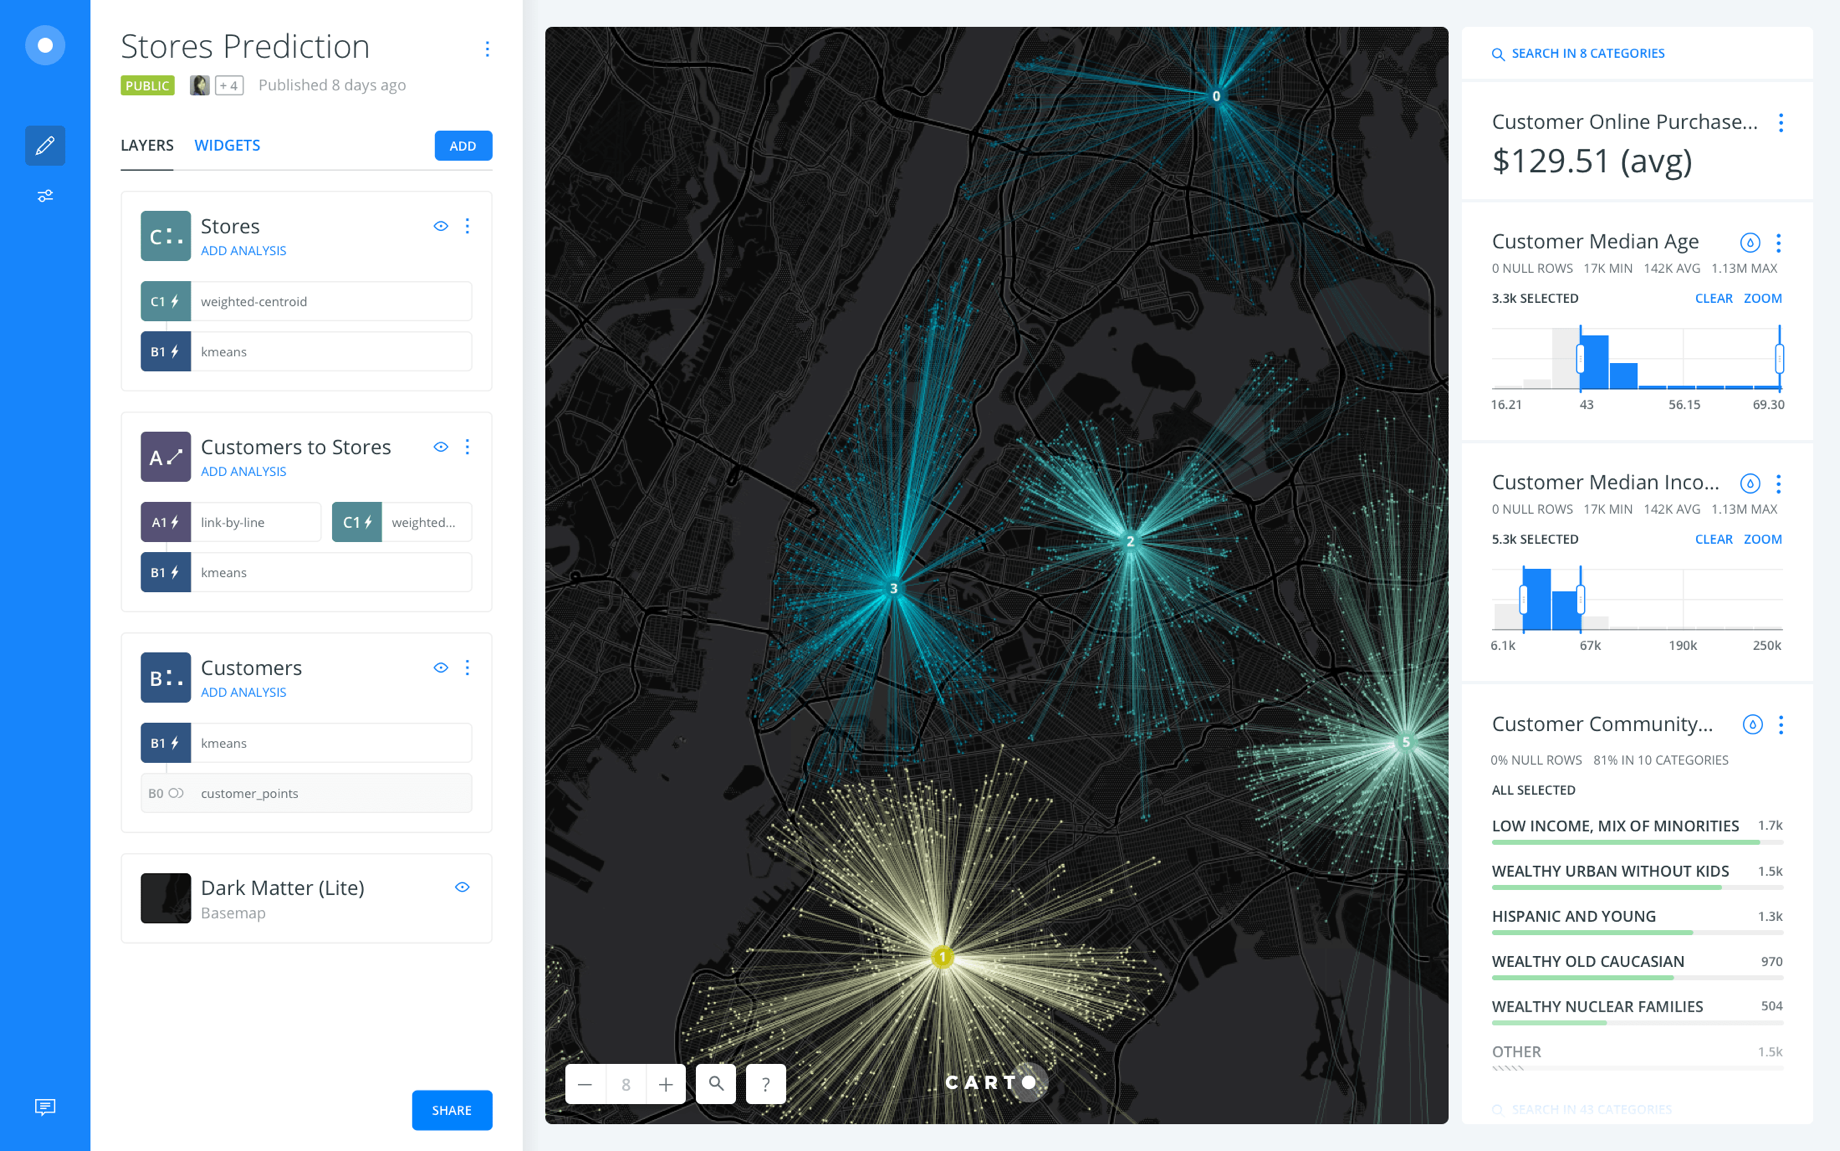 Stores Prediction
PUBLIC
+ 4
Published 8 days ago
LAYERS
WIDGETS
ADD
C
Stores
ADD ANALYSIS
C1
weighted-centroid
B1
kmeans
A
Customers to Stores
ADD ANALYSIS
A1
link-by-line
C1
weighted...
B1
kmeans
B
Customers
ADD ANALYSIS
B1
kmeans
B0
customer_points
Dark Matter (Lite)
Basemap
SHARE
0
2
3
5
1
8
?
CARTO
SEARCH IN 8 CATEGORIES
Customer Online Purchase...
$129.51 (avg)
Customer Median Age
0 NULL ROWS 17K MIN 142K AVG 1.13M MAX
3.3k SELECTED
CLEAR ZOOM
16.21 43 56.15 69.30
Customer Median Inco...
0 NULL ROWS 17K MIN 142K AVG 1.13M MAX
5.3k SELECTED
CLEAR ZOOM
6.1k 67k 190k 250k
Customer Community...
0% NULL ROWS 81% IN 10 CATEGORIES
ALL SELECTED
LOW INCOME, MIX OF MINORITIES 1.7k
WEALTHY URBAN WITHOUT KIDS 1.5k
HISPANIC AND YOUNG 1.3k
WEALTHY OLD CAUCASIAN 970
WEALTHY NUCLEAR FAMILIES 504
OTHER 1.5k
SEARCH IN 43 CATEGORIES